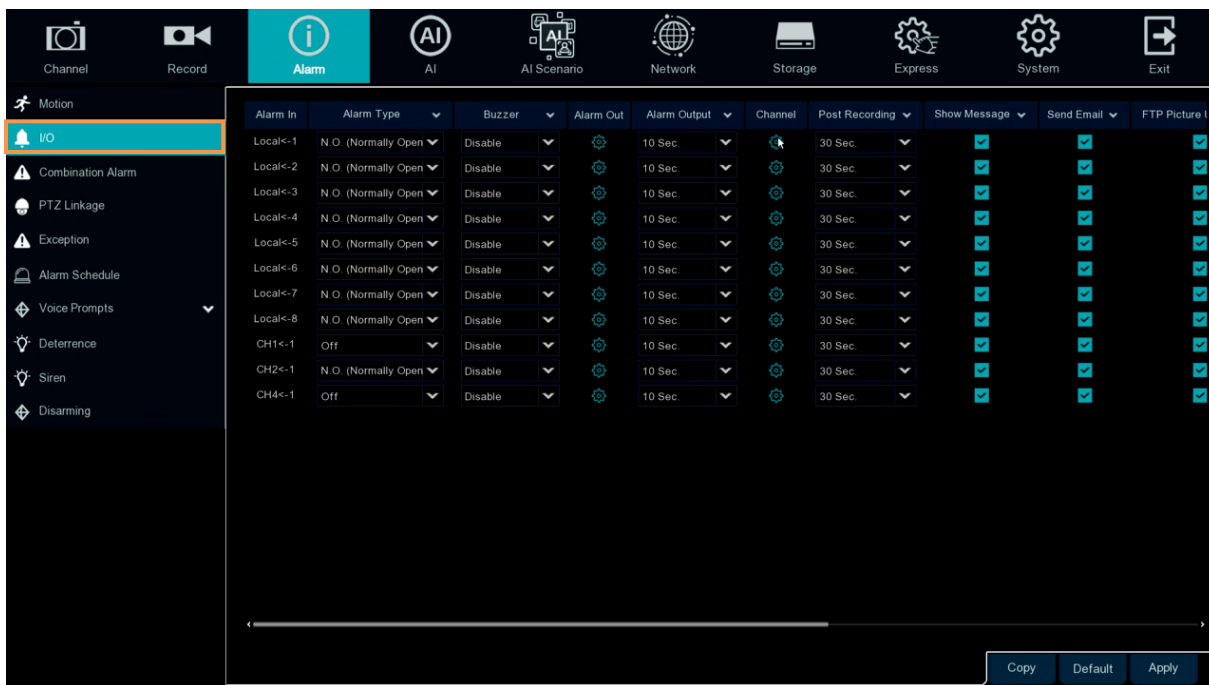 Channel Record Alarm AI AI Scenario Network Storage Express System Exit
Motion
I/O
Combination Alarm
PTZ Linkage
Exception
Alarm Schedule
Voice Prompts
Deterrence
Siren
Disarming
Alarm In Alarm Type Buzzer Alarm Out Alarm Output Channel Post Recording Show Message Send Email FTP Picture
Local<-1 N.O. (Normally Open Disable 10 Sec. 30 Sec.
Local<-2 N.O. (Normally Open Disable 10 Sec. 30 Sec.
Local<-3 N.O. (Normally Open Disable 10 Sec. 30 Sec.
Local<-4 N.O. (Normally Open Disable 10 Sec. 30 Sec.
Local<-5 N.O. (Normally Open Disable 10 Sec. 30 Sec.
Local<-6 N.O. (Normally Open Disable 10 Sec. 30 Sec.
Local<-7 N.O. (Normally Open Disable 10 Sec. 30 Sec.
Local<-8 N.O. (Normally Open Disable 10 Sec. 30 Sec.
CH1<-1 Off Disable 10 Sec. 30 Sec.
CH2<-1 N.O. (Normally Open Disable 10 Sec. 30 Sec.
CH4<-1 Off Disable 10 Sec. 30 Sec.
Copy Default Apply